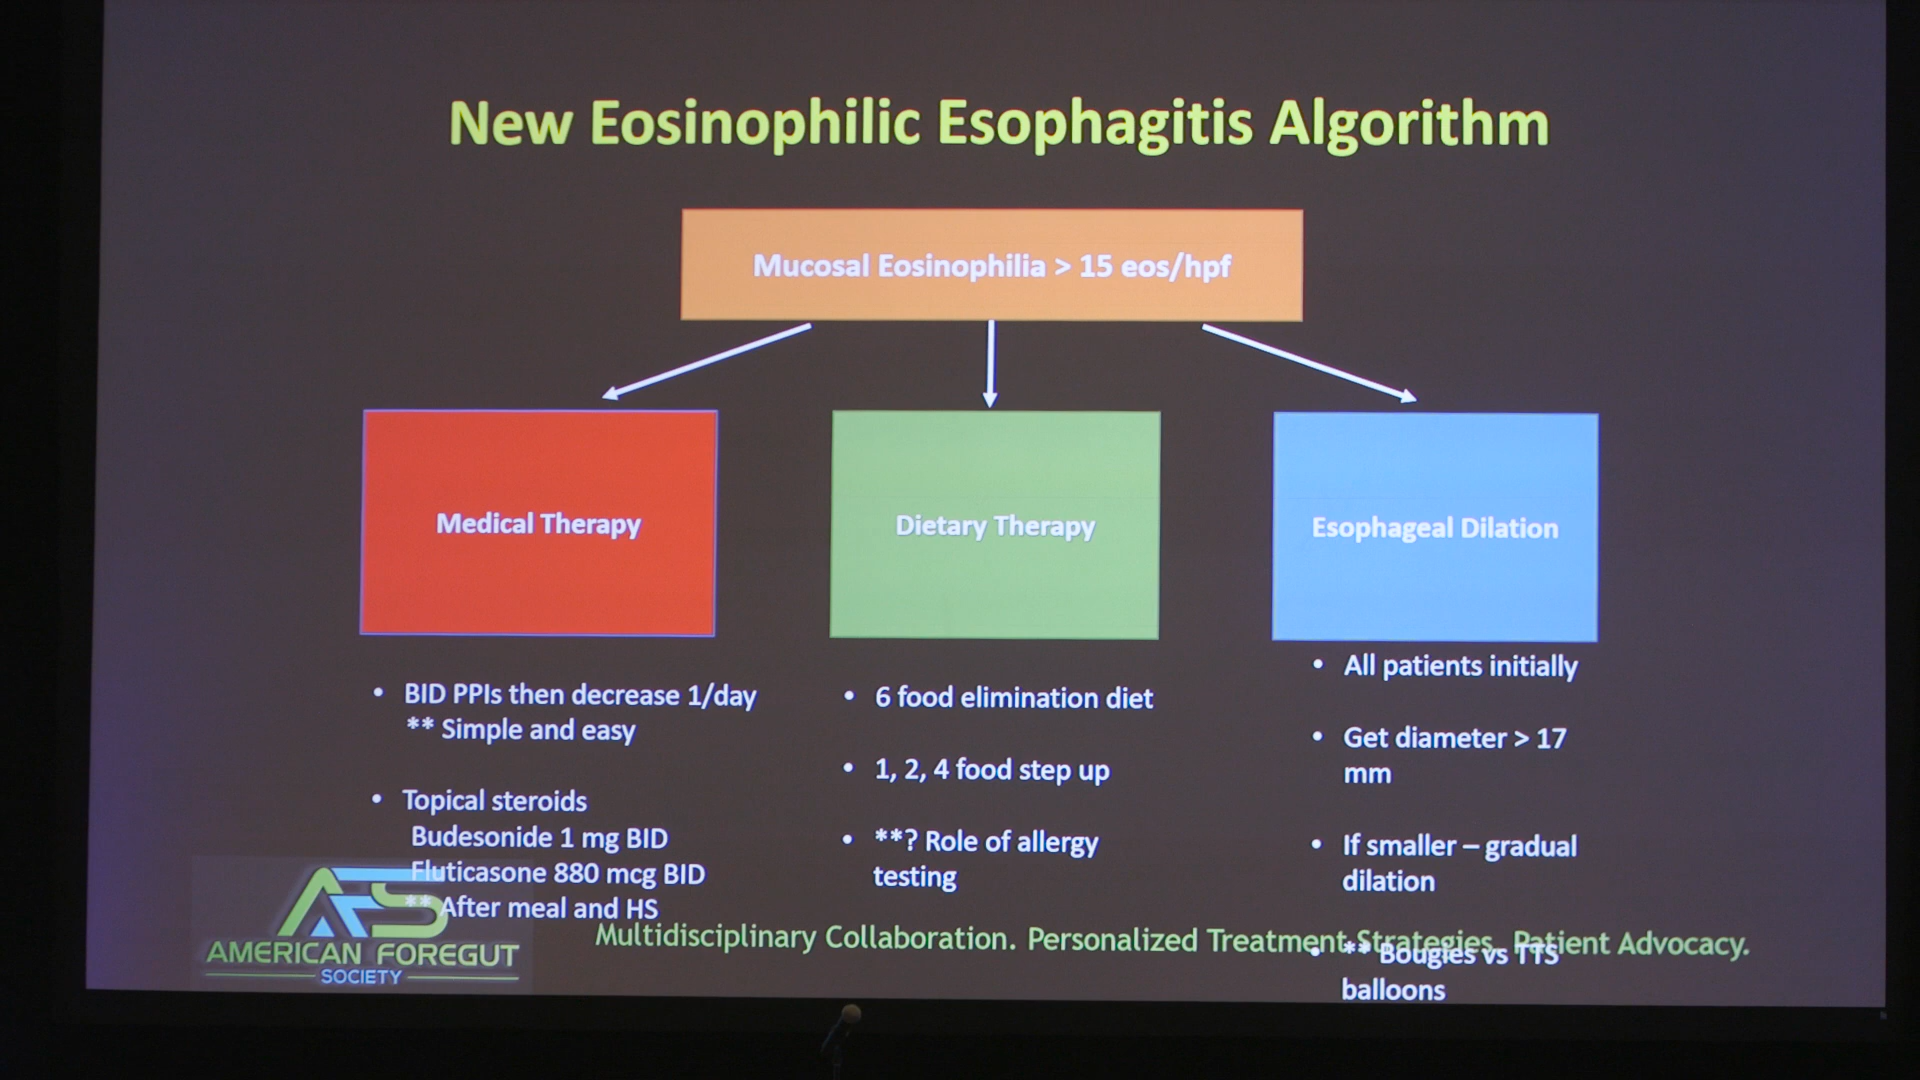 New Eosinophilic Esophagitis Algorithm
Mucosal Eosinophilia > 15 eos/hpf
Medical Therapy
• BID PPIs then decrease 1/day
** Simple and easy
• Topical steroids
Budesonide 1 mg BID
Fluticasone 880 mcg BID
** After meal and HS
Dietary Therapy
• 6 food elimination diet
• 1, 2, 4 food step up
• **? Role of allergy
testing
Esophageal Dilation
• All patients initially
• Get diameter > 17
mm
• If smaller – gradual
dilation
• ** Bougies vs TTS
balloons
AFS
AMERICAN FOREGUT
SOCIETY
Multidisciplinary Collaboration. Personalized Treatment Strategies. Patient Advocacy.